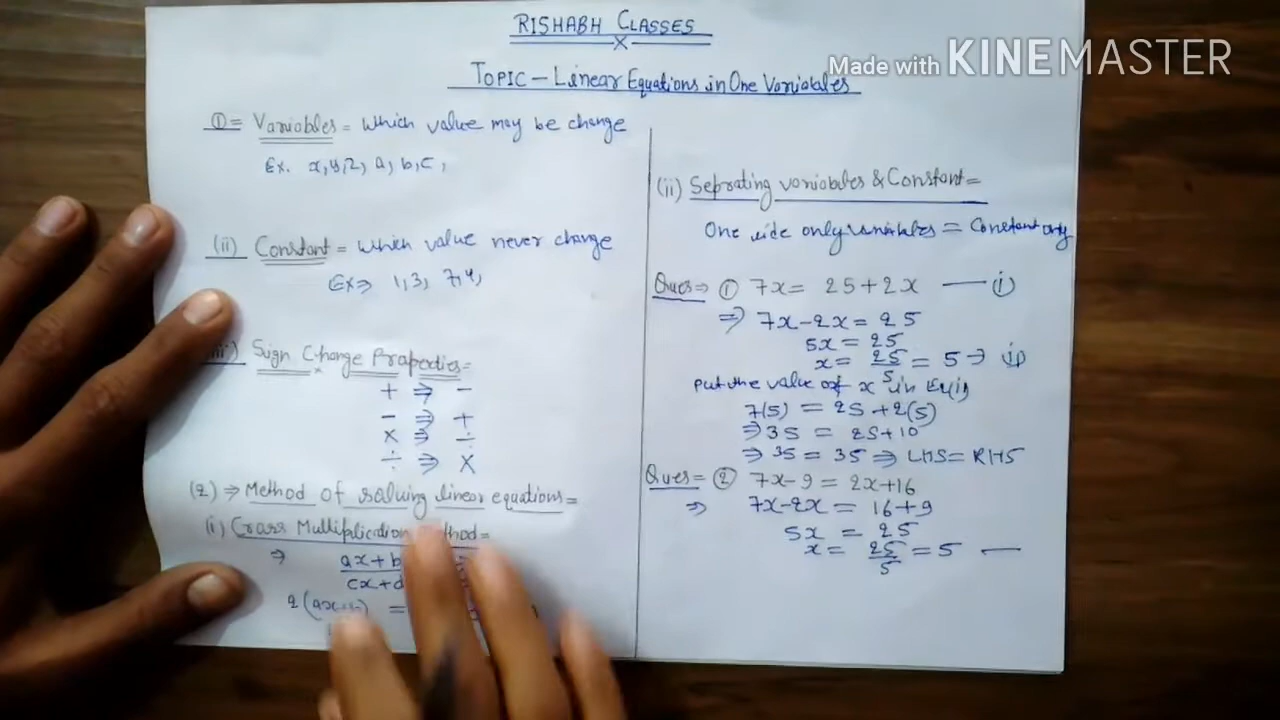 RISHABH CLASSES
Made with KINEMASTER
TOPIC - Linear Equations in One Variables
① = Variables = Which value may be change
Ex. x, y, z, a, b, c,
(ii) Constant = Which value never change
Ex ⇒ 1, 3, 7, 4,
Sign Change Properties =
+ ⇒ -
- ⇒ +
× ⇒ ÷
÷ ⇒ ×
(2) ⇒ Method of solving linear equations =
(i) Cross Multiplication
⇒ ax+b
cx+d
=
(ii) Seprating variables & Constant =
One side only variables = Constant only
Ques ⇒ ① 7x = 25 + 2x — (i)
⇒ 7x - 2x = 25
5x = 25
x = 25/5 = 5 → (ii)
Put the value of x in Eq(i)
7(5) = 25 + 2(5)
⇒ 35 = 25 + 10
⇒ 35 = 35 ⇒ LHS = RHS
Ques = ② 7x - 9 = 2x + 16
⇒ 7x - 2x = 16 + 9
5x = 25
x = 25/5 = 5 —